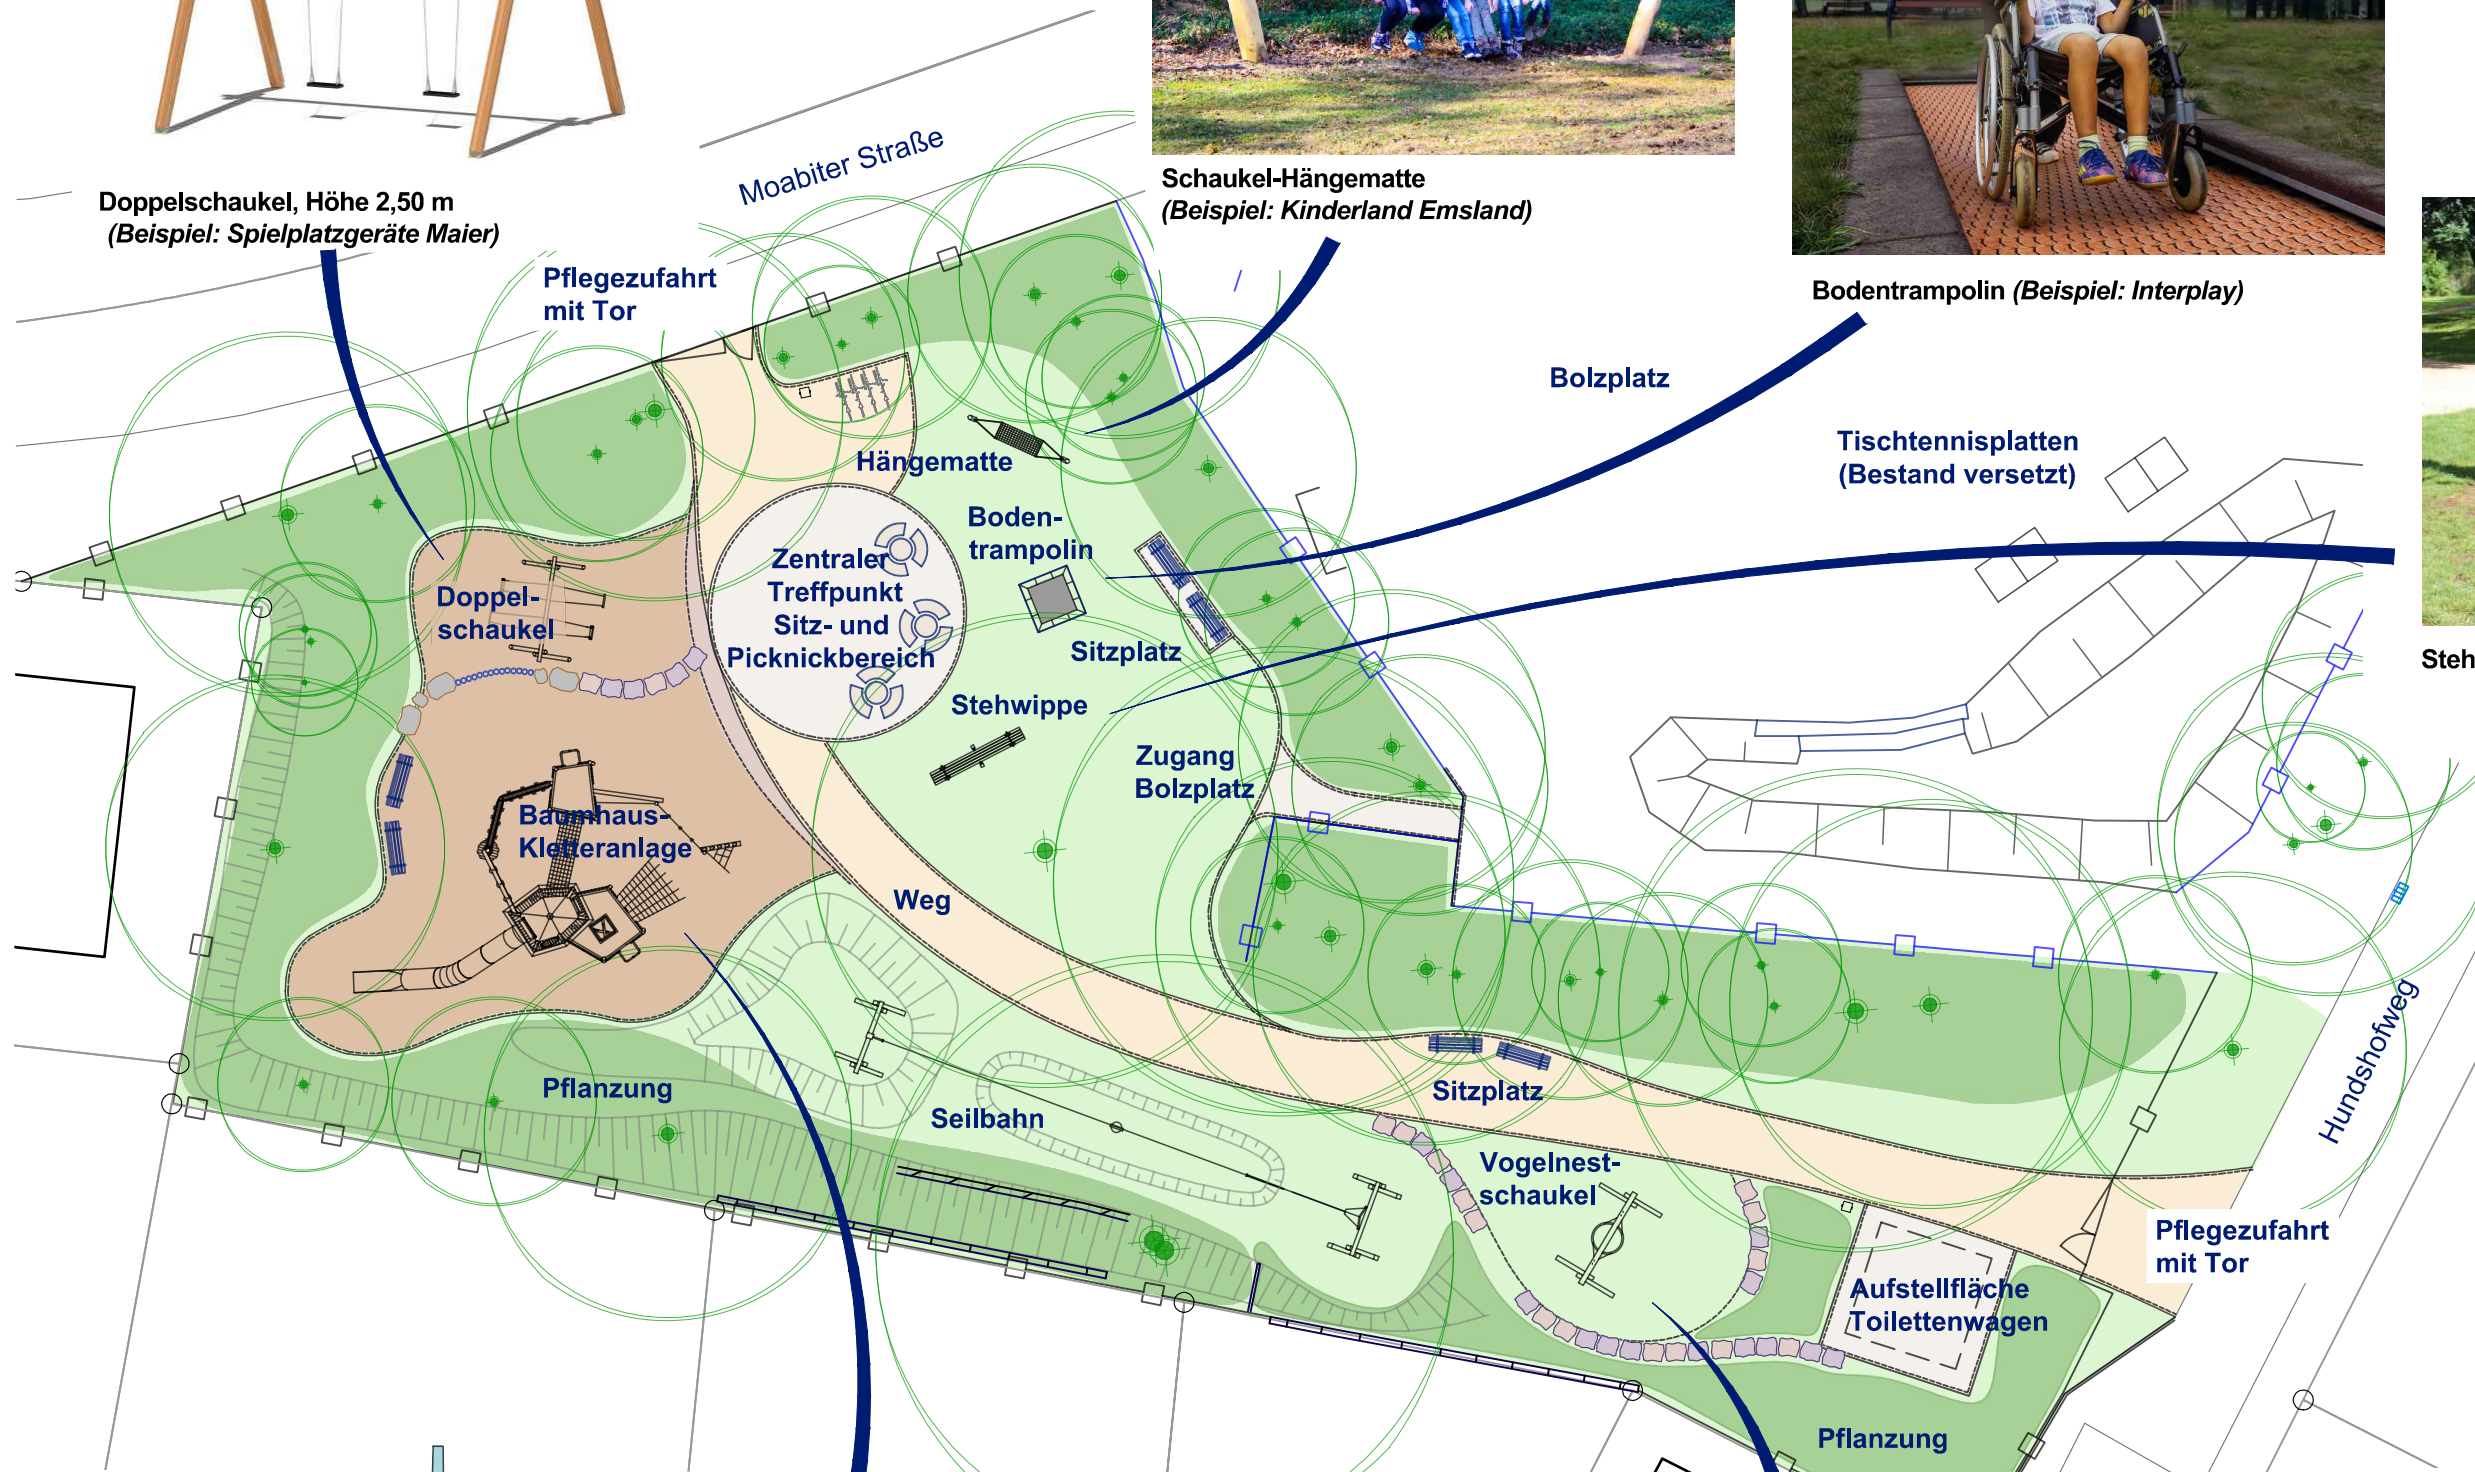 Moabiter Straße
Doppelschaukel, Höhe 2,50 m
(Beispiel: Spielplatzgeräte Maier)
Schaukel-Hängematte
(Beispiel: Kinderland Emsland)
Bodentrampolin (Beispiel: Interplay)
Pflegezufahrt
mit Tor
Bolzplatz
Tischtennisplatten
(Bestand versetzt)
Hängematte
Boden-
trampolin
Zentraler
Treffpunkt
Sitz- und
Picknickbereich
Doppel-
schaukel
Sitzplatz
Steh
Stehwippe
Zugang
Bolzplatz
Baumhaus-
Kletteranlage
Weg
Pflanzung
Seilbahn
Sitzplatz
Hundshofweg
Vogelnest-
schaukel
Pflegezufahrt
mit Tor
Aufstellfläche
Toilettenwagen
Pflanzung